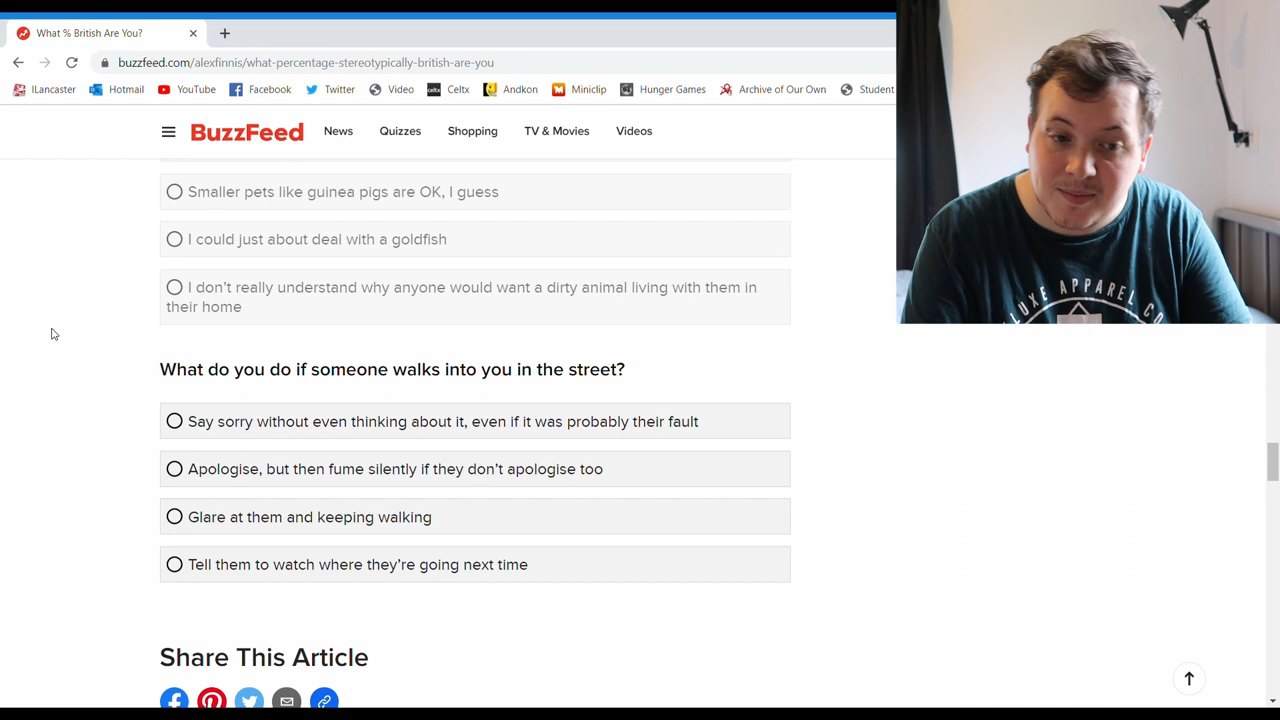 What % British Are You?
buzzfeed.com/alexfinnis/what-percentage-stereotypically-british-are-you
ILancaster Hotmail YouTube Facebook Twitter Video Celtx Andkon Miniclip Hunger Games Archive of Our Own Student
BuzzFeed News Quizzes Shopping TV & Movies Videos
Smaller pets like guinea pigs are OK, I guess
I could just about deal with a goldfish
I don't really understand why anyone would want a dirty animal living with them in
their home
What do you do if someone walks into you in the street?
Say sorry without even thinking about it, even if it was probably their fault
Apologise, but then fume silently if they don't apologise too
Glare at them and keeping walking
Tell them to watch where they're going next time
Share This Article
LUXE APPAREL CO